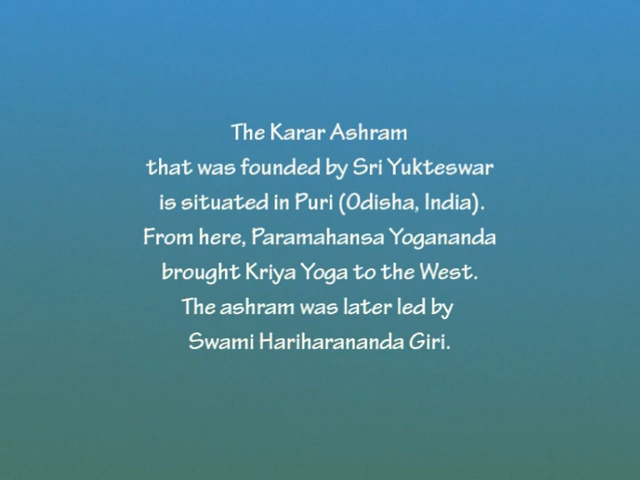 The Karar Ashram
that was founded by Sri Yukteswar
is situated in Puri (Odisha, India).
From here, Paramahansa Yogananda
brought Kriya Yoga to the West.
The ashram was later led by
Swami Hariharananda Giri.